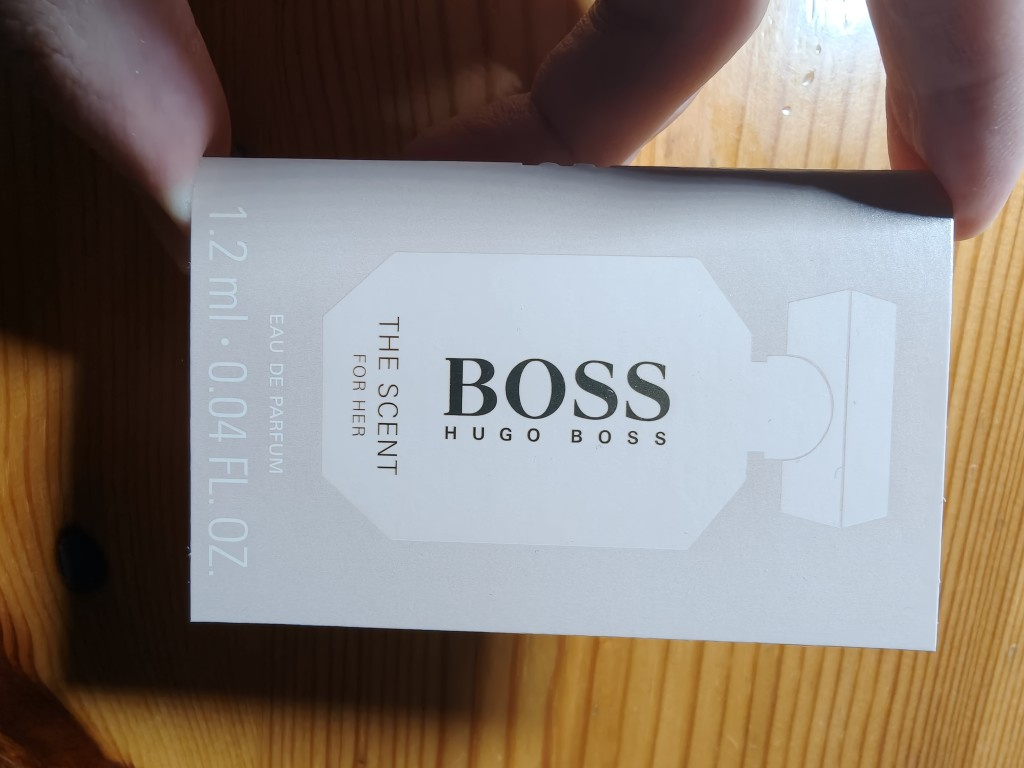 BOSS
HUGO BOSS
THE SCENT
FOR HER
EAU DE PARFUM
1.2 ml • 0.04 FL. OZ.